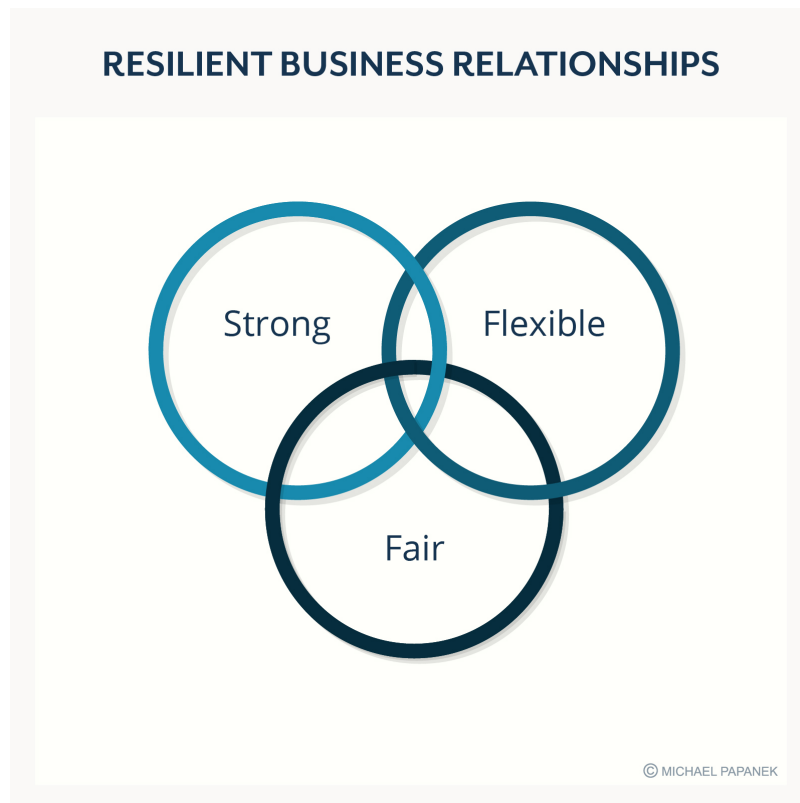 RESILIENT BUSINESS RELATIONSHIPS
Strong
Flexible
Fair
© MICHAEL PAPANEK